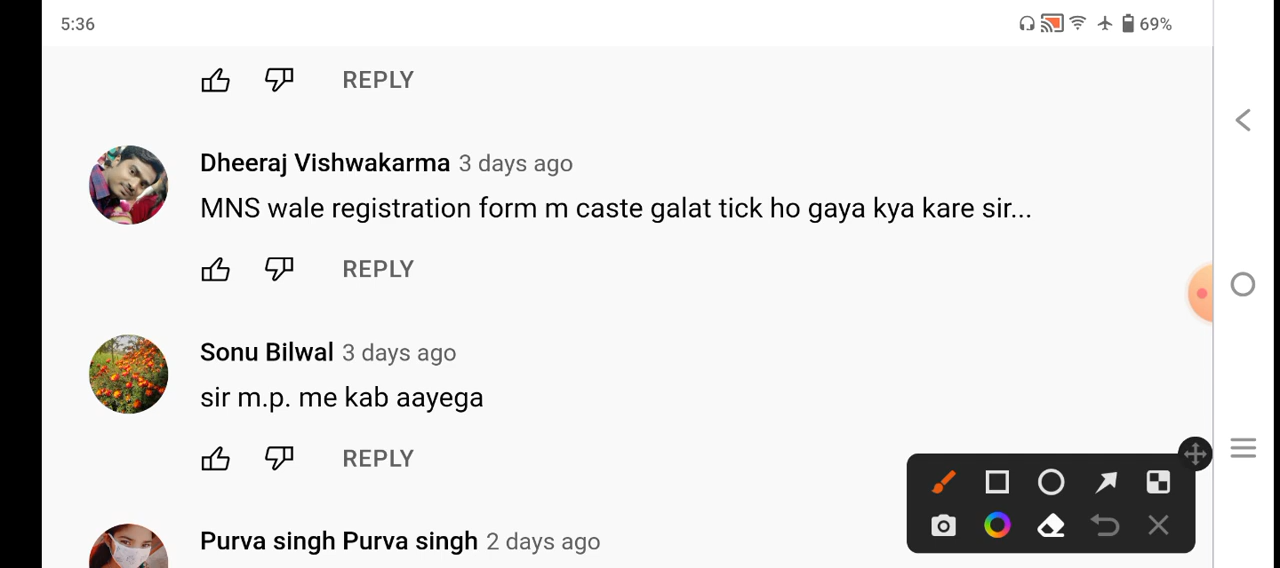 5:36
69%
REPLY
Dheeraj Vishwakarma 3 days ago
MNS wale registration form m caste galat tick ho gaya kya kare sir...
REPLY
Sonu Bilwal 3 days ago
sir m.p. me kab aayega
REPLY
Purva singh Purva singh 2 days ago